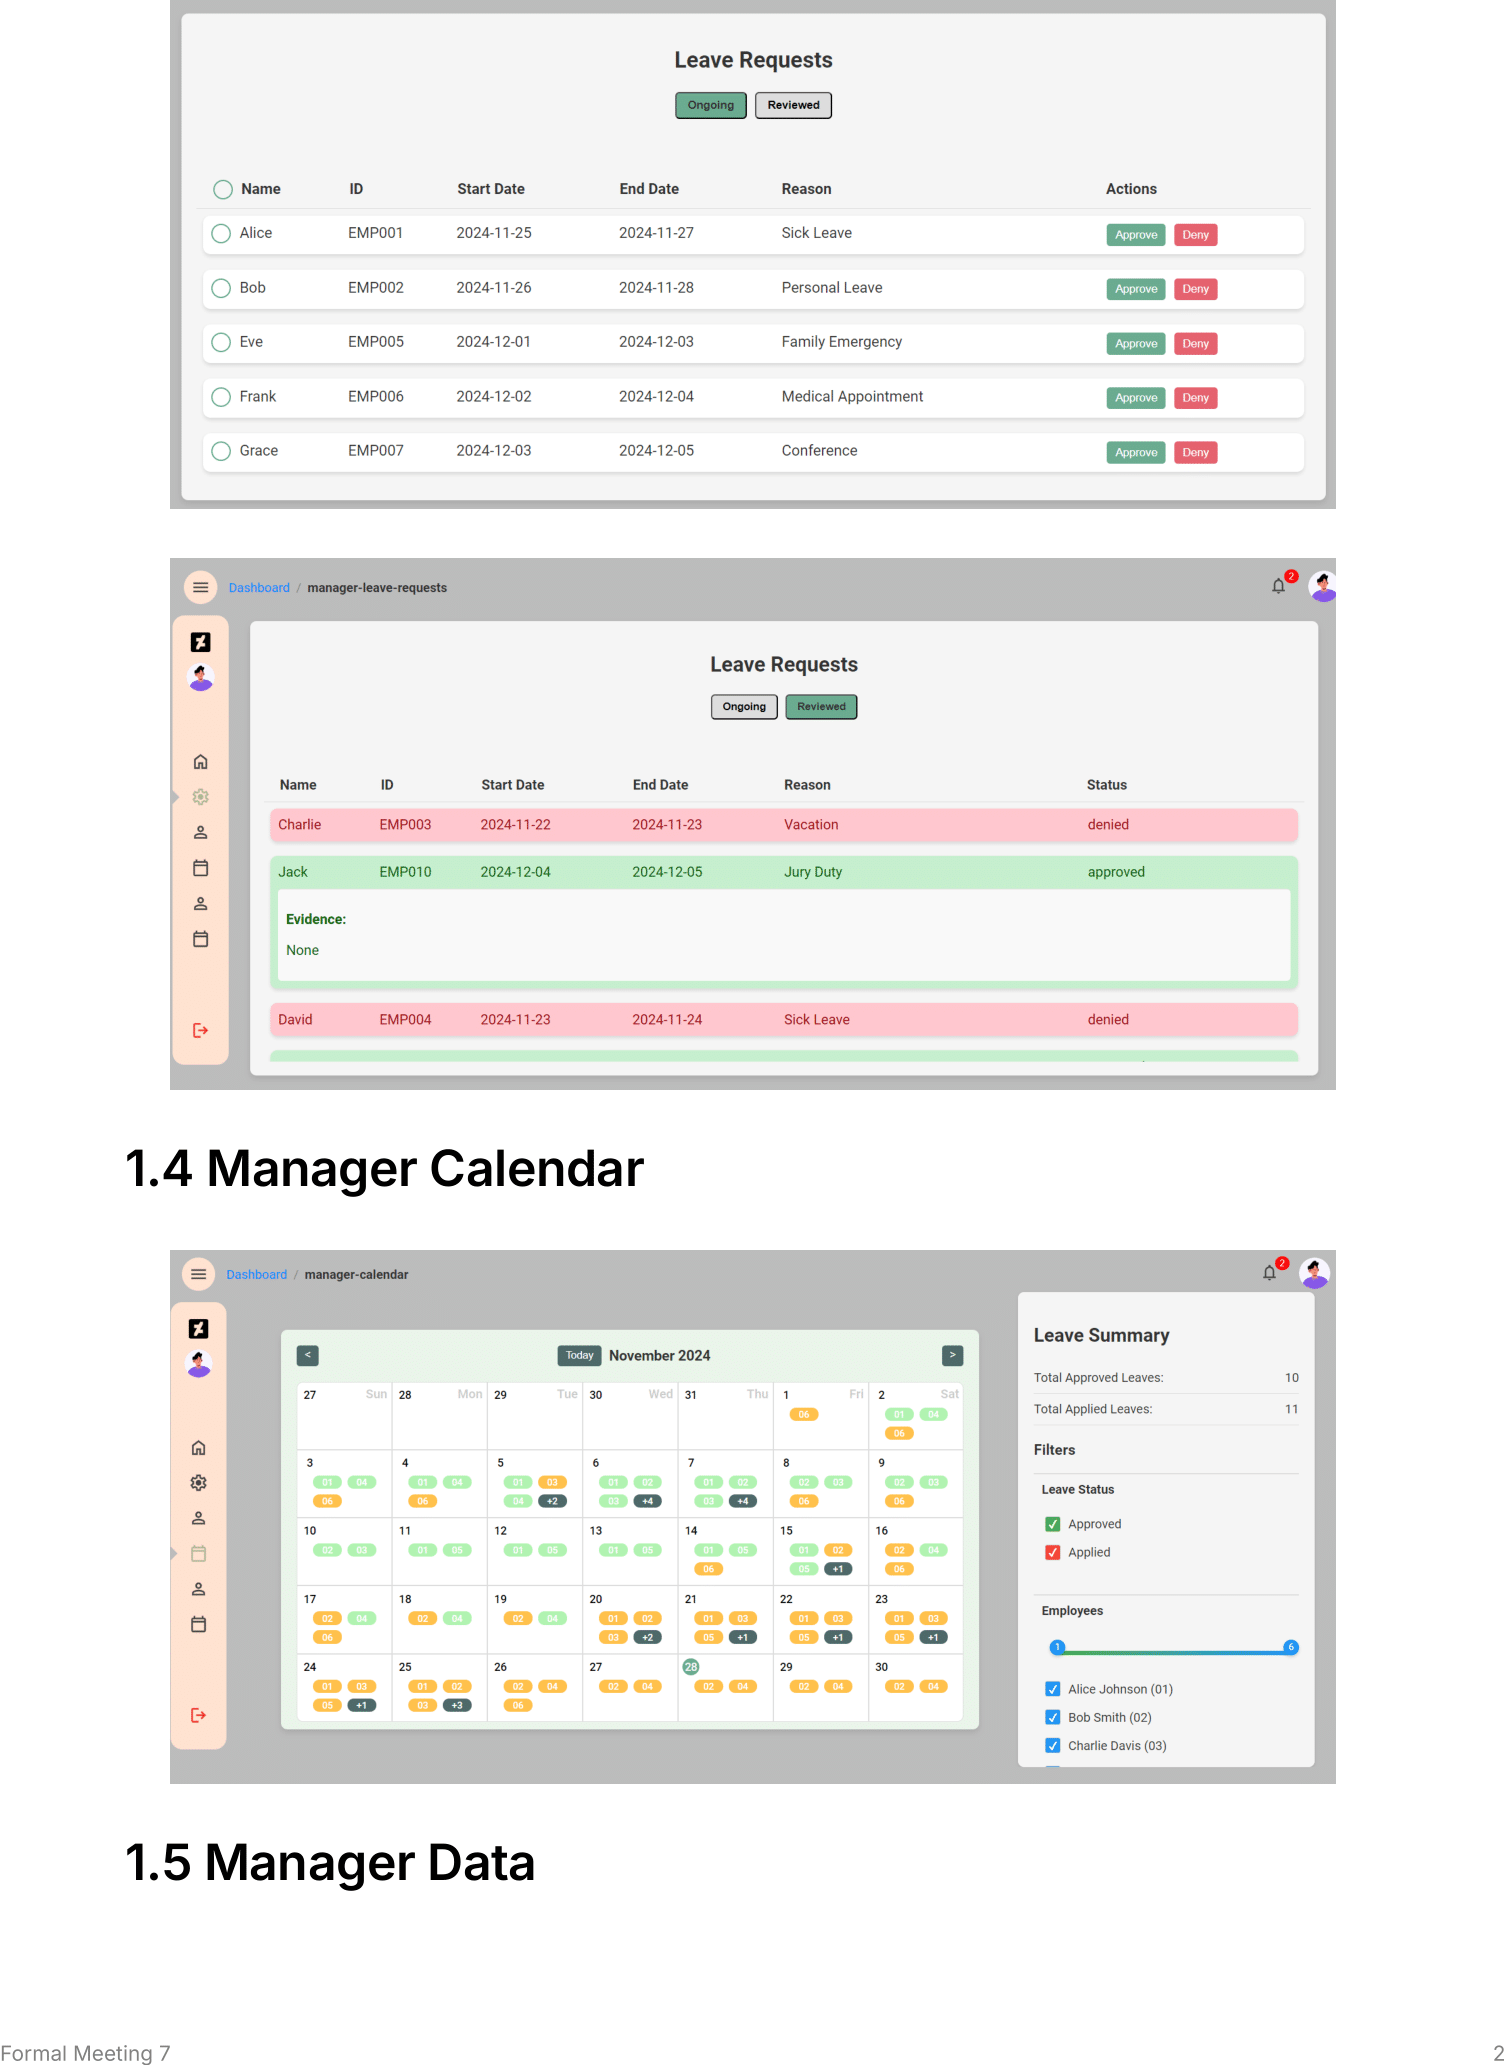 Leave Requests
Ongoing Reviewed
Name ID Start Date End Date Reason Actions
Alice EMP001 2024-11-25 2024-11-27 Sick Leave Approve Deny
Bob EMP002 2024-11-26 2024-11-28 Personal Leave Approve Deny
Eve EMP005 2024-12-01 2024-12-03 Family Emergency Approve Deny
Frank EMP006 2024-12-02 2024-12-04 Medical Appointment Approve Deny
Grace EMP007 2024-12-03 2024-12-05 Conference Approve Deny
Dashboard / manager-leave-requests 2
Leave Requests
Ongoing Reviewed
Name ID Start Date End Date Reason Status
Charlie EMP003 2024-11-22 2024-11-23 Vacation denied
Jack EMP010 2024-12-04 2024-12-05 Jury Duty approved
Evidence:
None
David EMP004 2024-11-23 2024-11-24 Sick Leave denied
1.4 Manager Calendar
Dashboard / manager-calendar 2
< Today November 2024 >
27 Sun 28 Mon 29 Tue 30 Wed 31 Thu 1 Fri 2 Sat
06 01 04
06
3 4 5 6 7 8 9
01 04 01 04 01 03 01 02 01 02 02 03 02 03
06 06 04 +2 03 +4 03 +4 06 06
10 11 12 13 14 15 16
02 03 01 05 01 05 01 05 01 05 01 02 02 04
06 05 +1 06
17 18 19 20 21 22 23
02 04 02 04 02 04 01 02 01 03 01 03 01 03
06 03 +2 05 +1 05 +1 05 +1
24 25 26 27 28 29 30
01 03 01 02 02 04 02 04 02 04 02 04 02 04
05 +1 03 +3 06
Leave Summary
Total Approved Leaves: 10
Total Applied Leaves: 11
Filters
Leave Status
Approved
Applied
Employees
1 6
Alice Johnson (01)
Bob Smith (02)
Charlie Davis (03)
1.5 Manager Data
Formal Meeting 7 2